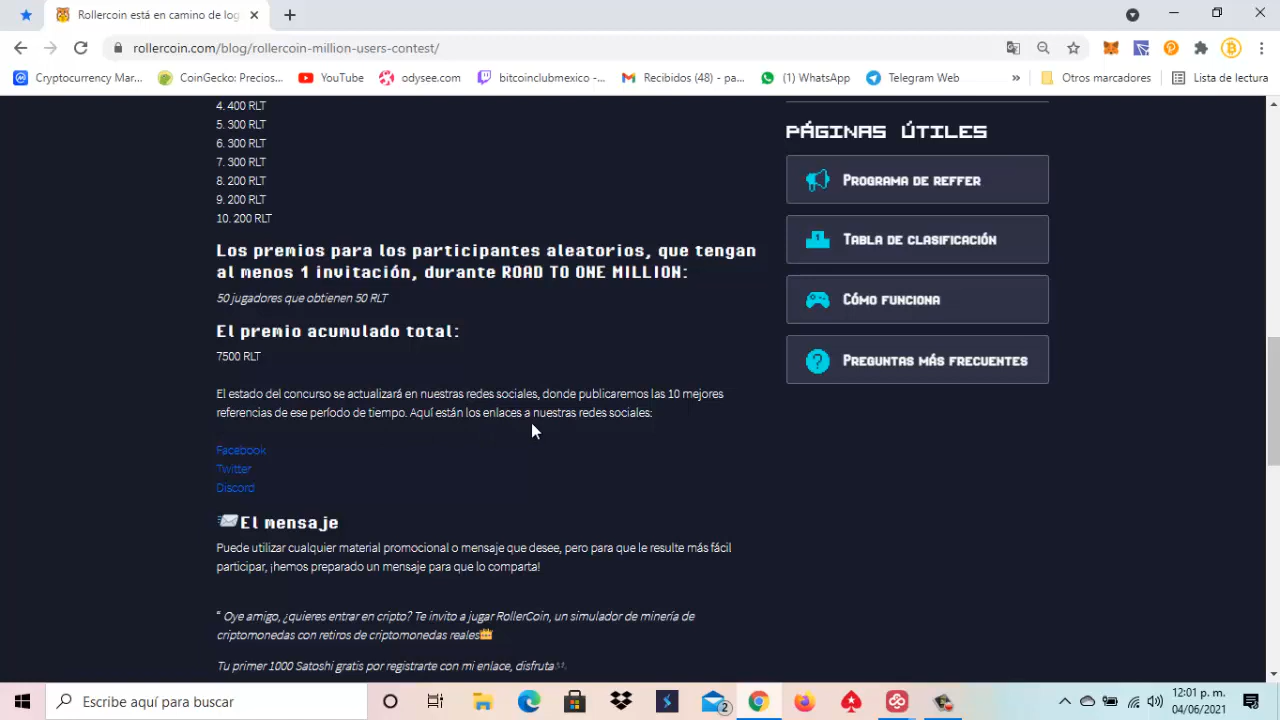 Rollercoin está en camino de log
rollercoin.com/blog/rollercoin-million-users-contest/
Cryptocurrency Mar...
CoinGecko: Precios...
YouTube
odysee.com
bitcoinclubmexico -...
Recibidos (48) - pa...
(1) WhatsApp
Telegram Web
»
Otros marcadores
Lista de lectura
4. 400 RLT
5. 300 RLT
6. 300 RLT
7. 300 RLT
8. 200 RLT
9. 200 RLT
10. 200 RLT
Los premios para los participantes aleatorios, que tengan
al menos 1 invitación, durante ROAD TO ONE MILLION:
50 jugadores que obtienen 50 RLT
El premio acumulado total:
7500 RLT
El estado del concurso se actualizará en nuestras redes sociales, donde publicaremos las 10 mejores
referencias de ese período de tiempo. Aquí están los enlaces a nuestras redes sociales:
Facebook
Twitter
Discord
El mensaje
Puede utilizar cualquier material promocional o mensaje que desee, pero para que le resulte más fácil
participar, ¡hemos preparado un mensaje para que lo comparta!
“ Oye amigo, ¿quieres entrar en cripto? Te invito a jugar RollerCoin, un simulador de minería de
criptomonedas con retiros de criptomonedas reales
Tu primer 1000 Satoshi gratis por registrarte con mi enlace, disfruta
PÁGINAS ÚTILES
PROGRAMA DE REFFER
TABLA DE CLASIFICACIÓN
CÓMO FUNCIONA
PREGUNTAS MÁS FRECUENTES
Escribe aquí para buscar
2
12:01 p. m.
04/06/2021